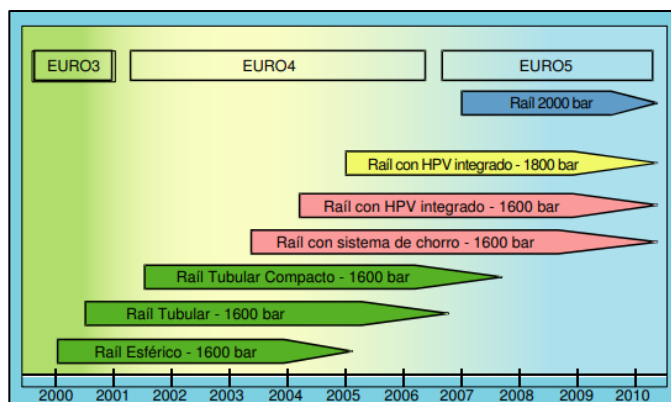 EURO3 EURO4 EURO5
Raíl 2000 bar
Raíl con HPV integrado - 1800 bar
Raíl con HPV integrado - 1600 bar
Raíl con sistema de chorro - 1600 bar
Raíl Tubular Compacto - 1600 bar
Raíl Tubular - 1600 bar
Raíl Esférico - 1600 bar
2000 2001 2002 2003 2004 2005 2006 2007 2008 2009 2010